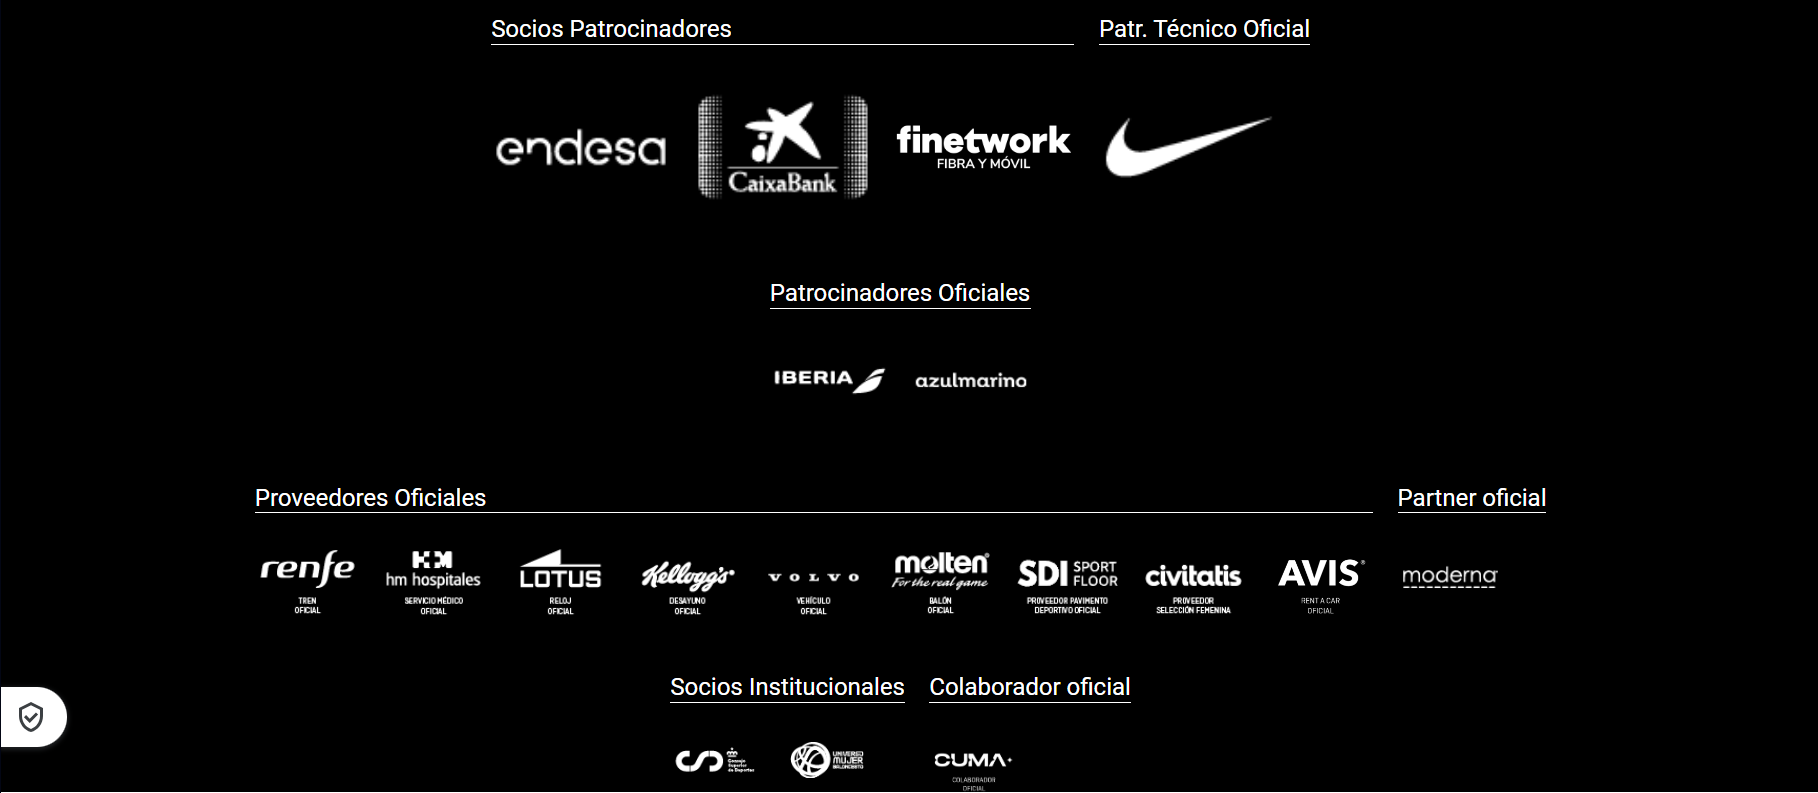 Socios Patrocinadores
Patr. Técnico Oficial
endesa
CaixaBank
finetwork
FIBRA Y MÓVIL
Patrocinadores Oficiales
IBERIA
azulmarino
Proveedores Oficiales
Partner oficial
renfe
TREN
OFICIAL
hm hospitales
SERVICIO MÉDICO
OFICIAL
LOTUS
RELOJ
OFICIAL
Kellogg's
DESAYUNO
OFICIAL
VOLVO
VEHÍCULO
OFICIAL
molten
For the real game
BALÓN
OFICIAL
SDI SPORT FLOOR
PROVEEDOR PAVIMENTO
DEPORTIVO OFICIAL
civitatis
PROVEEDOR
SELECCIÓN FEMENINA
AVIS
RENT A CAR
OFICIAL
moderna
Socios Institucionales
Colaborador oficial
CSD
Consejo
Superior
de Deportes
UNIVERSO
MUJER
BALONCESTO
CUMA
COLABORADOR
OFICIAL